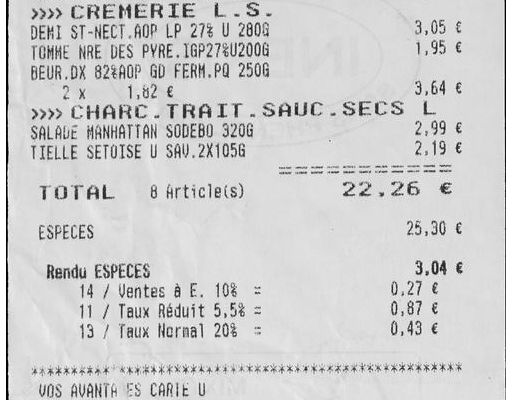 >>>> CREMERIE L.S.
DEMI ST-NECT.AOP LP 27% U 280G 3,05 €
TOMME NRE DES PYRE.IGP27%U200G 1,95 €
BEUR.DX 82%AOP GD FERM.PQ 250G
2 x 1,82 € 3,64 €
>>>> CHARC.TRAIT.SAUC.SECS L
SALADE MANHATTAN SODEBO 320G 2,99 €
TIELLE SETOISE U SAV.2X105G 2,19 €
===========
TOTAL 8 Article(s) 22,26 €
ESPECES 25,30 €
Rendu ESPECES 3,04 €
14 / Ventes à E. 10% = 0,27 €
11 / Taux Réduit 5,5% = 0,87 €
13 / Taux Normal 20% = 0,43 €
VOS AVANTA ES CARTE U